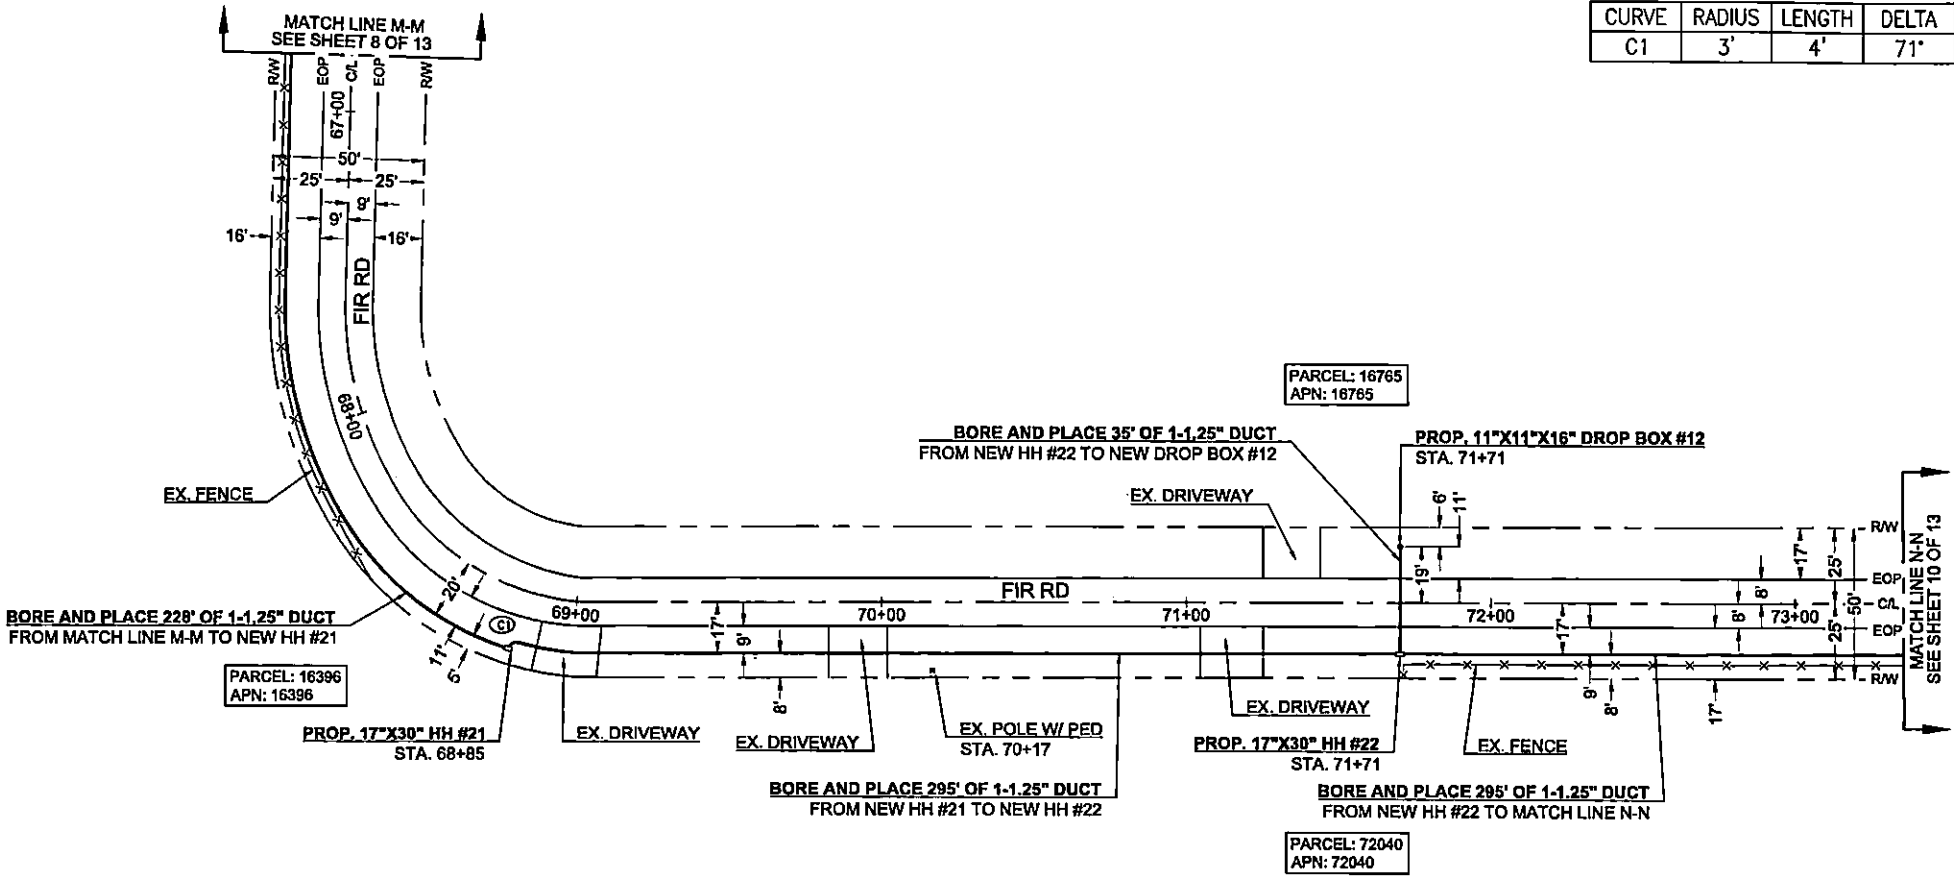 CURVE RADIUS LENGTH DELTA
C1 3' 4' 71°
MATCH LINE M-M
SEE SHEET 8 OF 13
R/W
EOP
C/L
EOP
R/W
67+00
50'
25'
25'
9'
9'
16'
16'
FIR RD
68+00
EX. FENCE
20'
BORE AND PLACE 228' OF 1-1.25" DUCT
FROM MATCH LINE M-M TO NEW HH #21
C1
11'
PARCEL: 16396
APN: 16396
PROP. 17"X30" HH #21
STA. 68+85
EX. DRIVEWAY
69+00
17'
9'
8'
EX. DRIVEWAY
70+00
EX. POLE W/ PED
STA. 70+17
BORE AND PLACE 295' OF 1-1.25" DUCT
FROM NEW HH #21 TO NEW HH #22
FIR RD
71+00
PARCEL: 16765
APN: 16765
BORE AND PLACE 35' OF 1-1.25" DUCT
FROM NEW HH #22 TO NEW DROP BOX #12
PROP. 11"X11"X16" DROP BOX #12
STA. 71+71
EX. DRIVEWAY
6'
11'
19'
EX. DRIVEWAY
PROP. 17"X30" HH #22
STA. 71+71
72+00
17'
9'
8'
EX. FENCE
BORE AND PLACE 295' OF 1-1.25" DUCT
FROM NEW HH #22 TO MATCH LINE N-N
PARCEL: 72040
APN: 72040
17'
8'
8'
17'
25'
25'
50'
73+00
R/W
EOP
C/L
EOP
R/W
MATCH LINE N-N
SEE SHEET 10 OF 13